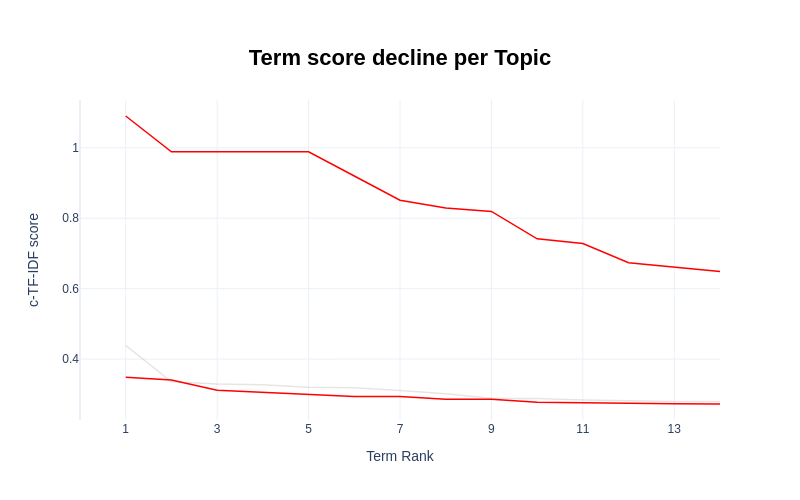 Term score decline per Topic
c-TF-IDF score
1
0.8
0.6
0.4
1 3 5 7 9 11 13
Term Rank